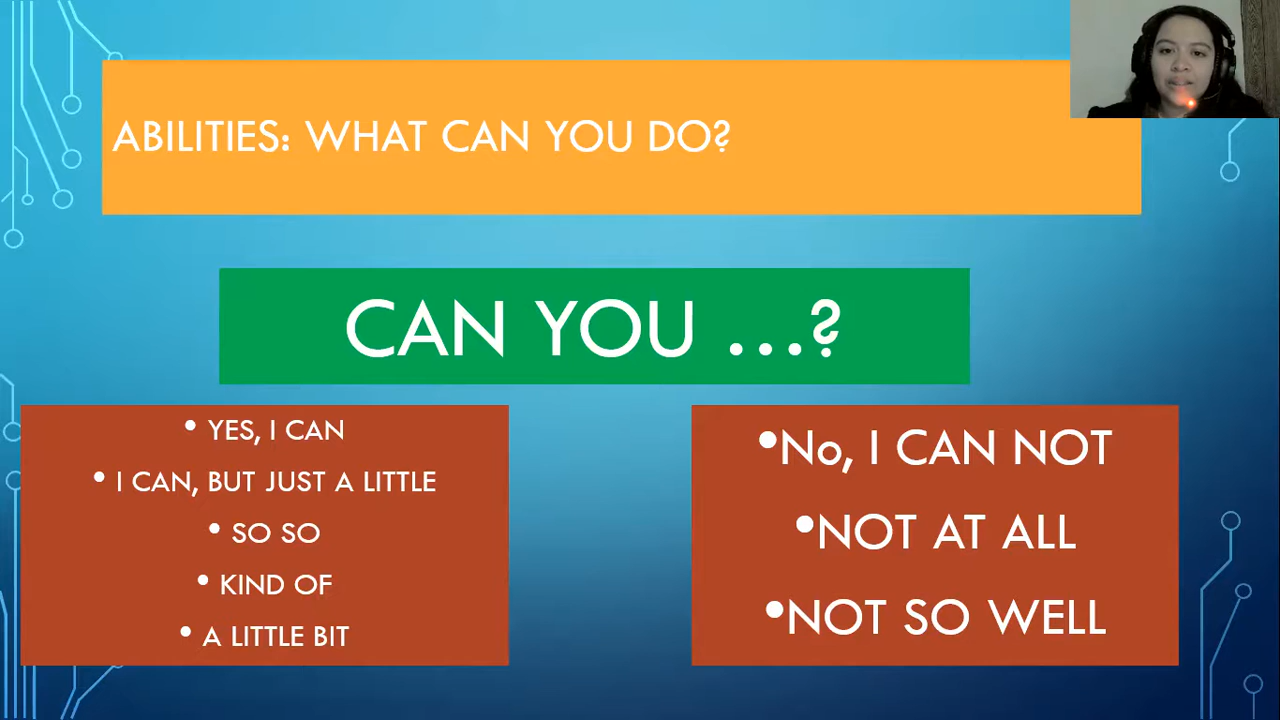 ABILITIES: WHAT CAN YOU DO?
CAN YOU ...?
• YES, I CAN
• I CAN, BUT JUST A LITTLE
• SO SO
• KIND OF
• A LITTLE BIT
•No, I CAN NOT
•NOT AT ALL
•NOT SO WELL